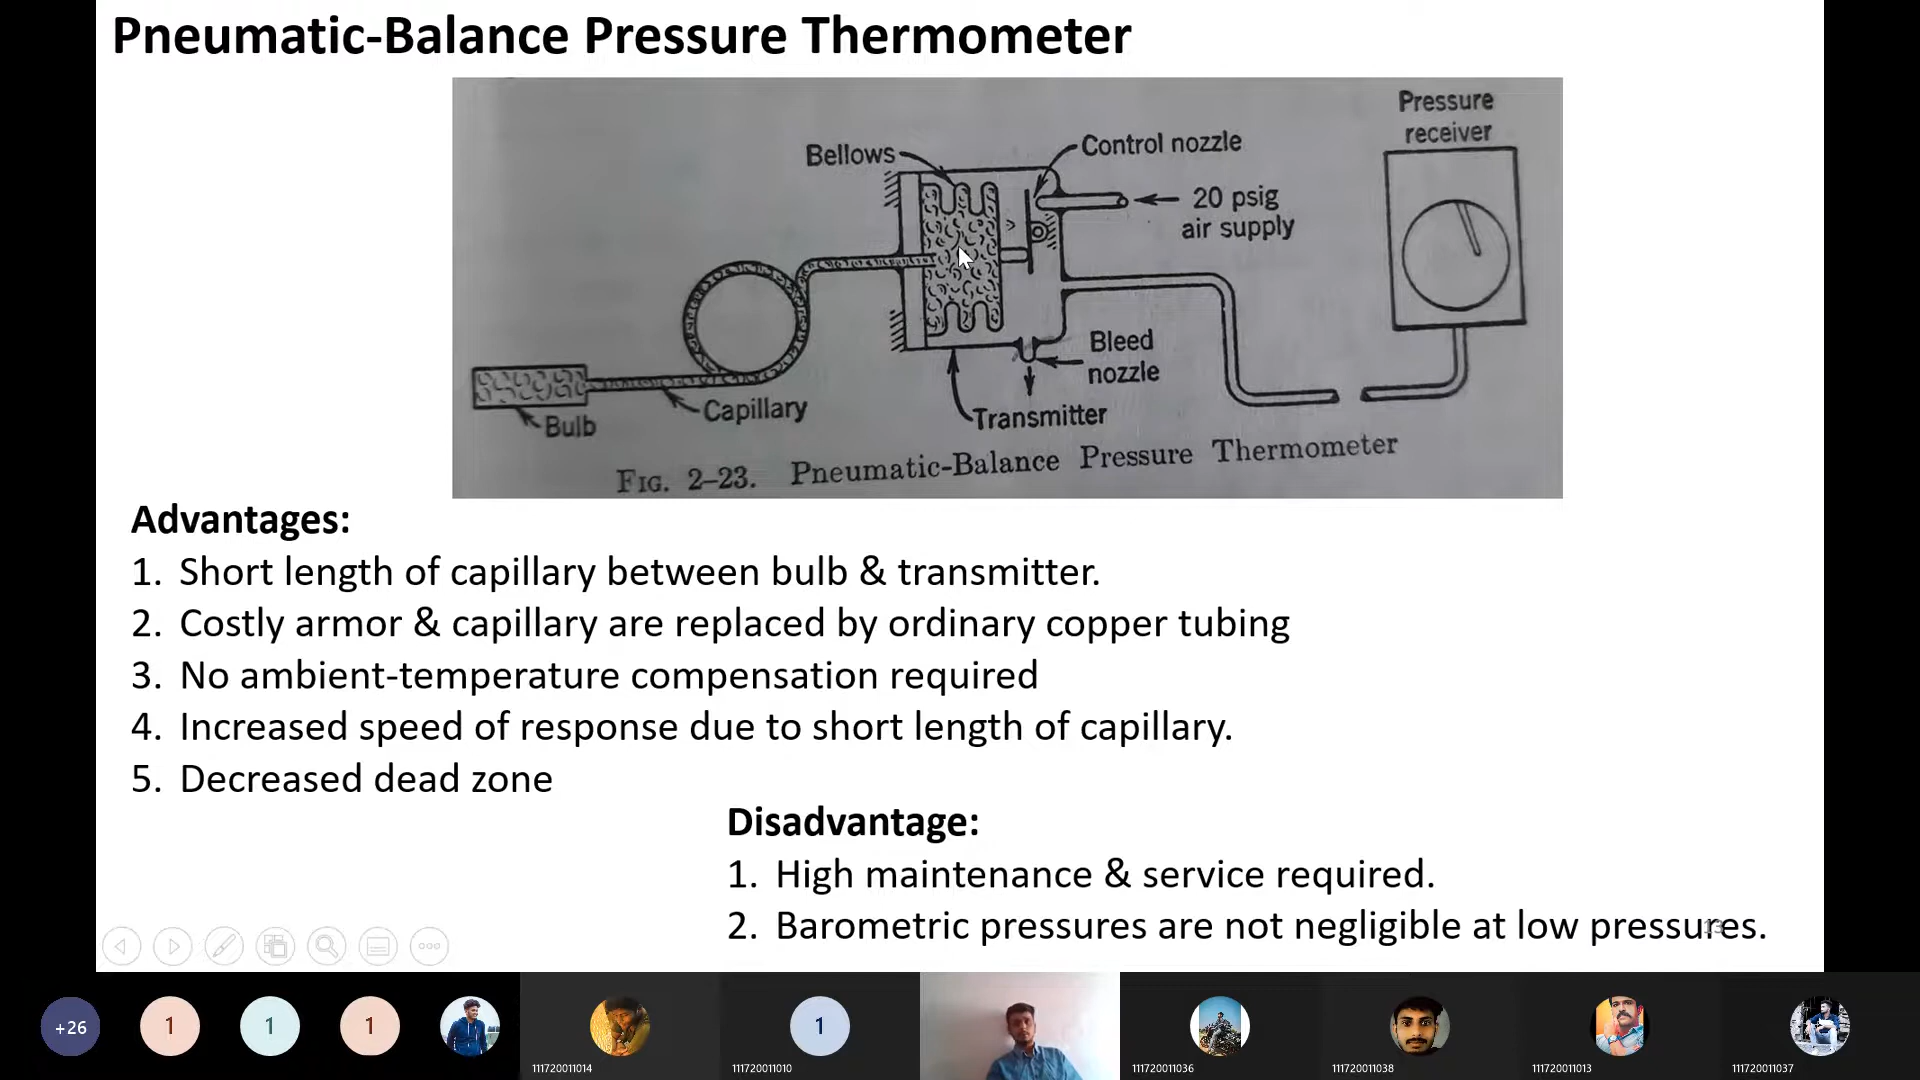 Pneumatic-Balance Pressure Thermometer
Pressure
receiver
Bellows
Control nozzle
20 psig
air supply
Bleed
nozzle
Capillary
Transmitter
Bulb
FIG. 2–23. Pneumatic-Balance Pressure Thermometer
Advantages:
1. Short length of capillary between bulb & transmitter.
2. Costly armor & capillary are replaced by ordinary copper tubing
3. No ambient-temperature compensation required
4. Increased speed of response due to short length of capillary.
5. Decreased dead zone
Disadvantage:
1. High maintenance & service required.
2. Barometric pressures are not negligible at low pressures.
13
+26
1
1
1
1
111720011014
111720011010
111720011036
111720011038
111720011013
111720011037